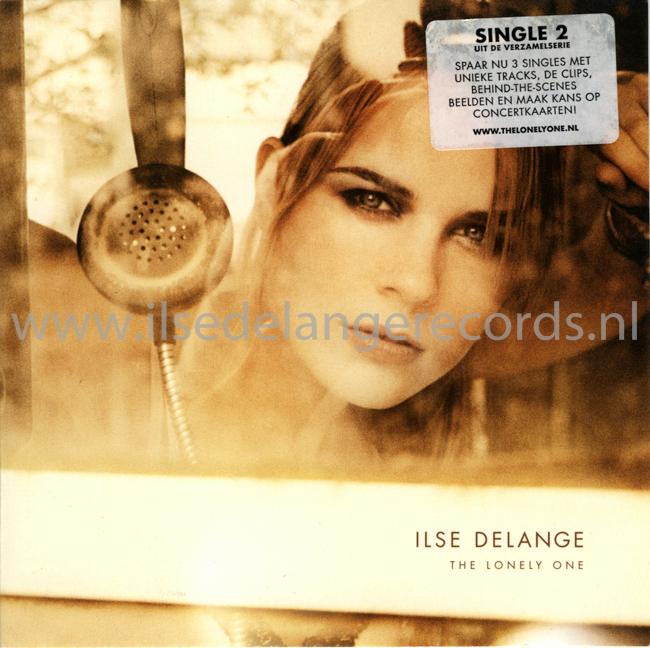 SINGLE 2
UIT DE VERZAMELSERIE
SPAAR NU 3 SINGLES MET
UNIEKE TRACKS, DE CLIPS,
BEHIND-THE-SCENES
BEELDEN EN MAAK KANS OP
CONCERTKAARTEN!
WWW.THELONELYONE.NL
www.ilsedelangerecords.nl
ILSE DELANGE
THE LONELY ONE